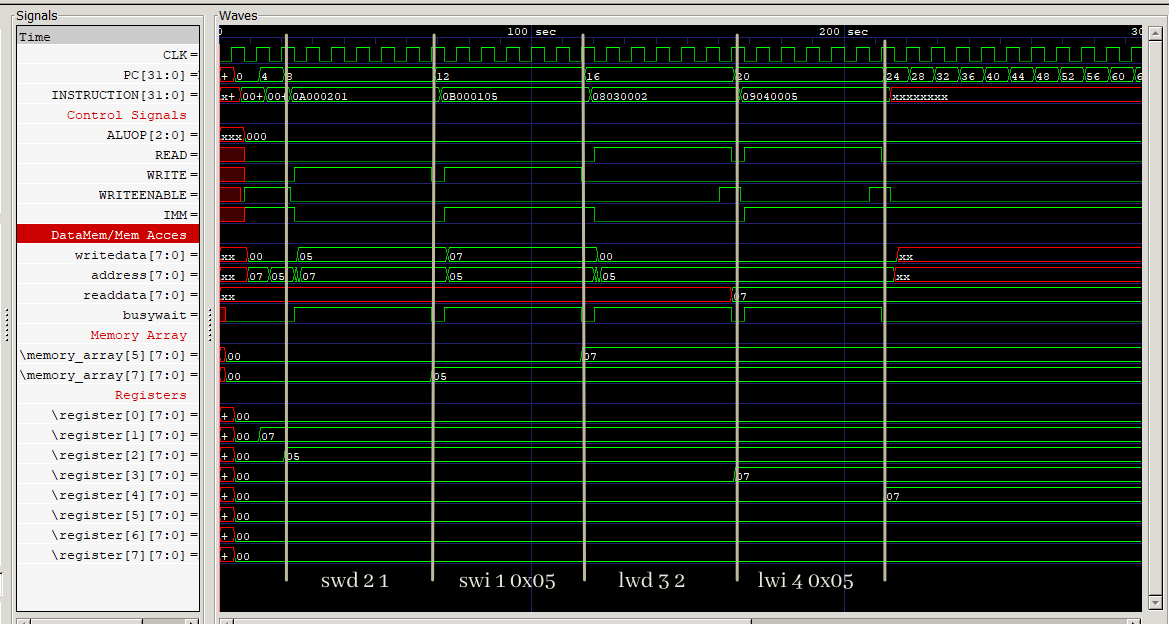 Signals
Waves
Time
0 100 sec 200 sec 30
CLK =
PC[31:0] = + 0 4 8 12 16 20 24 28 32 36 40 44 48 52 56 60 6
INSTRUCTION[31:0] = x+ 00+ 00+ 0A000201 0B000105 08030002 09040005 xxxxxxxx
Control Signals
ALUOP[2:0] = xxx 000
READ =
WRITE =
WRITEENABLE =
IMM =
DataMem/Mem Acces
writedata[7:0] = xx 00 05 07 00 xx
address[7:0] = xx 07 05 07 05 05 xx
readdata[7:0] = xx 07
busywait =
Memory Array
\memory_array[5][7:0] = 00 07
\memory_array[7][7:0] = 00 05
Registers
\register[0][7:0] = + 00
\register[1][7:0] = + 00 07
\register[2][7:0] = + 00 05
\register[3][7:0] = + 00 07
\register[4][7:0] = + 00 07
\register[5][7:0] = + 00
\register[6][7:0] = + 00
\register[7][7:0] = + 00
swd 2 1 swi 1 0x05 lwd 3 2 lwi 4 0x05